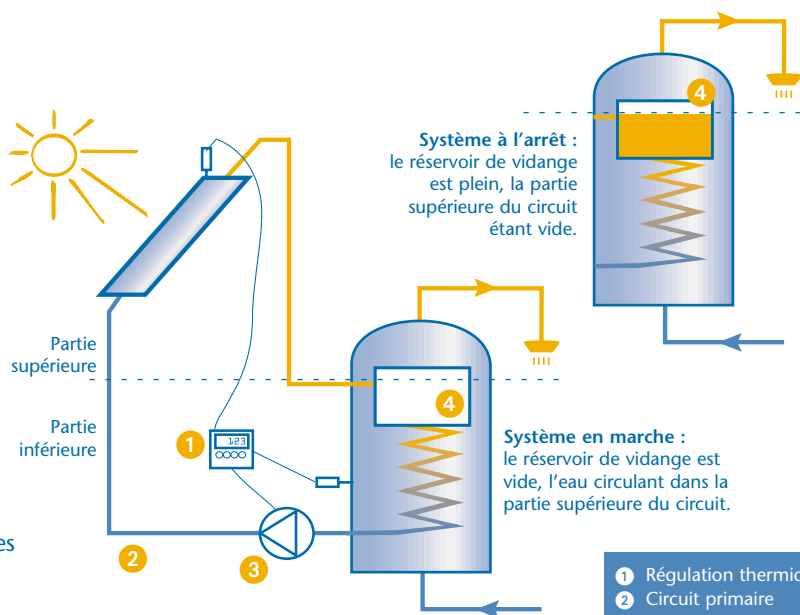 4
Système à l'arrêt :
le réservoir de vidange
est plein, la partie
supérieure du circuit
étant vide.
Partie
supérieure
Partie
inférieure
1
123
4
Système en marche :
le réservoir de vidange est
vide, l'eau circulant dans la
partie supérieure du circuit.
es
2
3
1 Régulation thermic
2 Circuit primaire